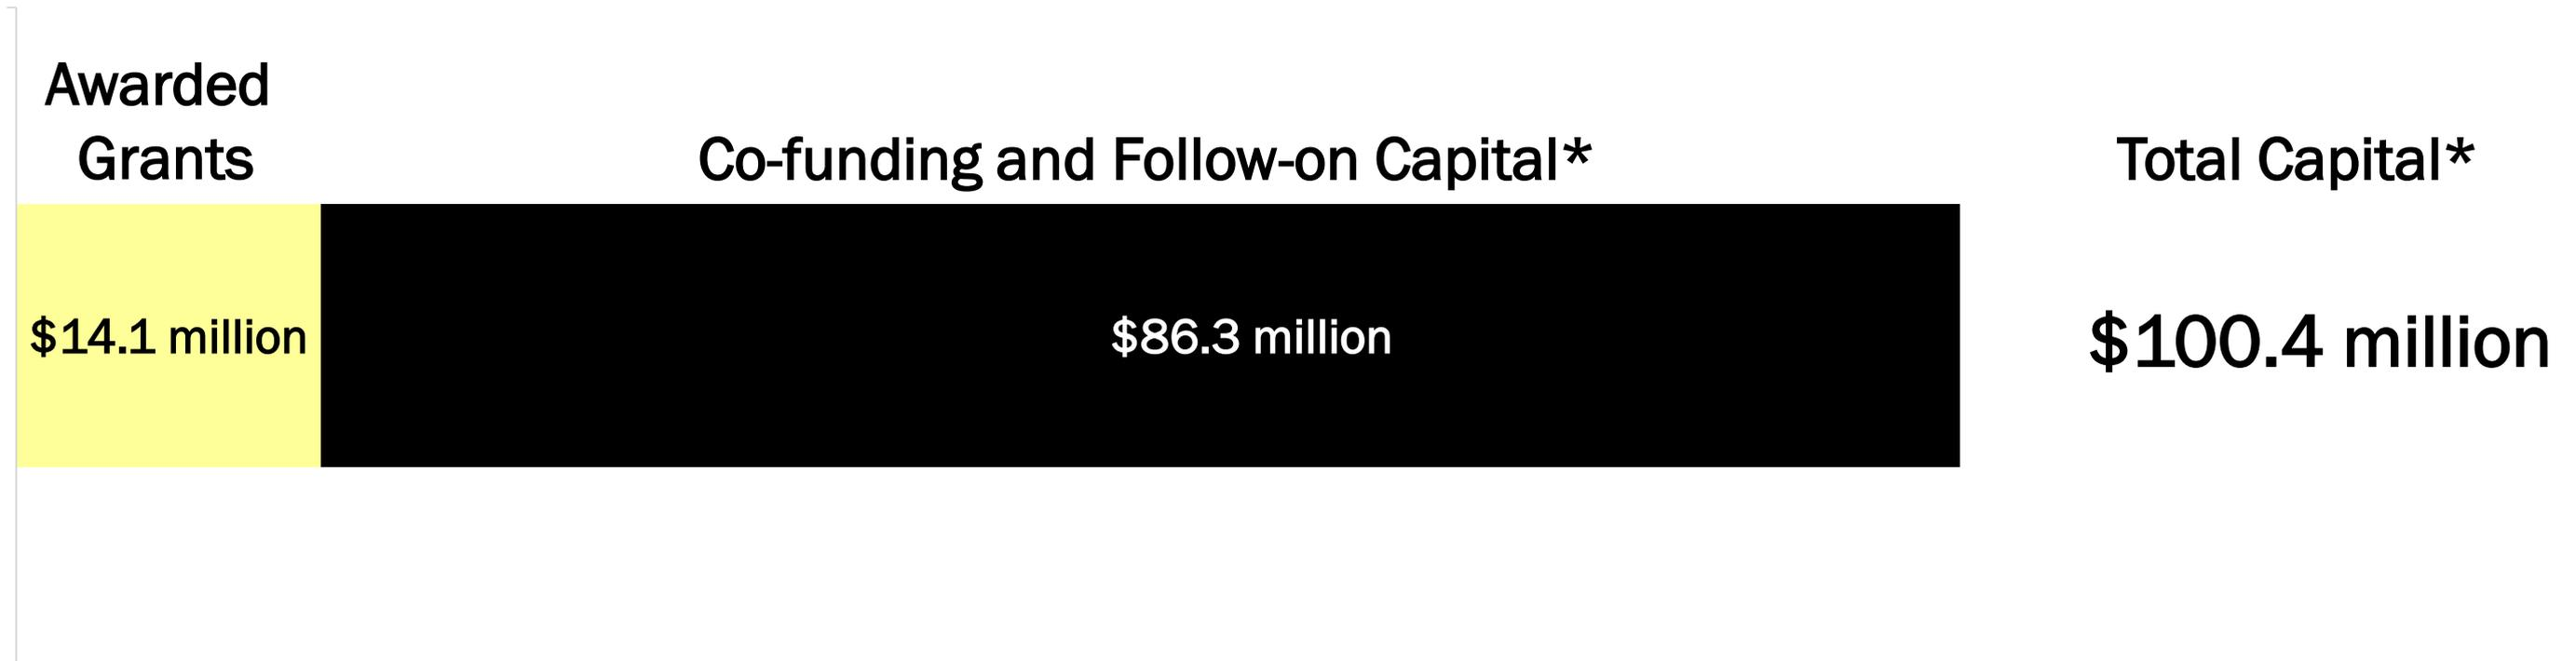 Awarded
Grants
Co-funding and Follow-on Capital*
Total Capital*
$14.1 million
$86.3 million
$100.4 million